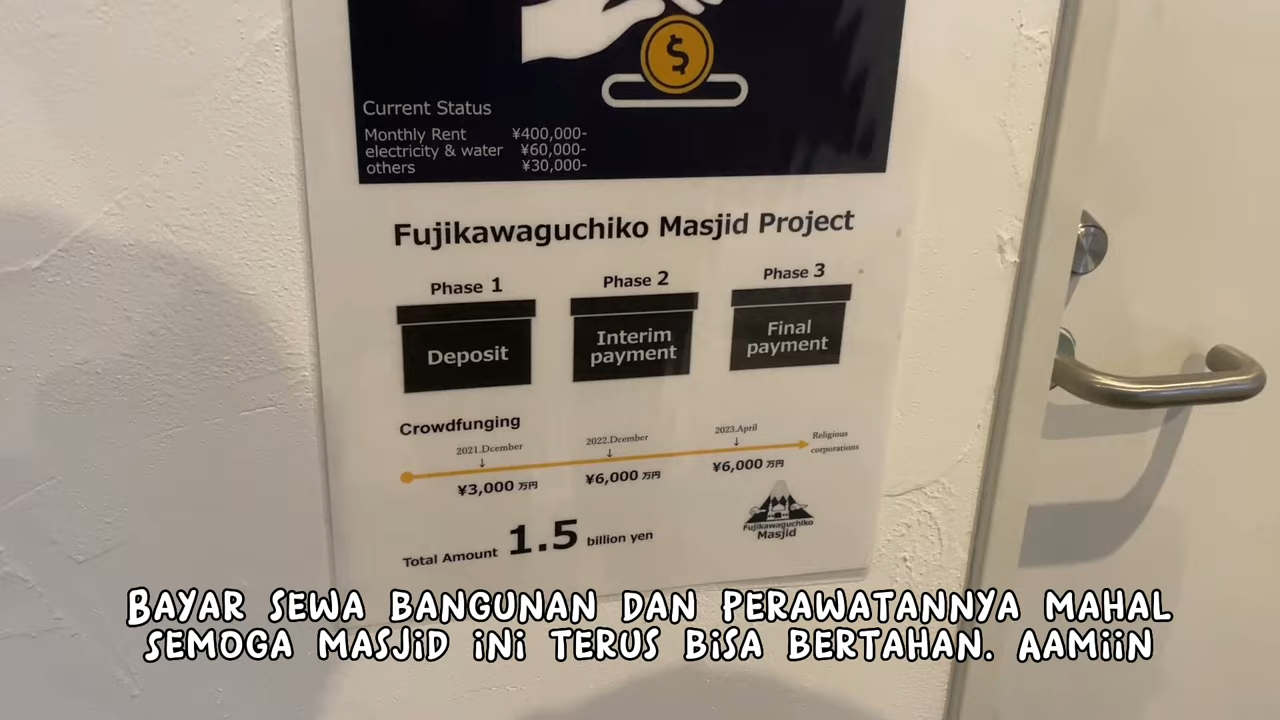 $
Current Status
Monthly Rent ¥400,000-
electricity & water ¥60,000-
others ¥30,000-
Fujikawaguchiko Masjid Project
Phase 1 Phase 2 Phase 3
Deposit
Interim
payment
Final
payment
Crowdfunging
2021.Dcember 2022.Dcember 2023.April
Religious
corporations
¥3,000 万円 ¥6,000 万円 ¥6,000 万円
Total Amount 1.5 billion yen
Fujikawaguchiko
Masjid
BAYAR SEWA BANGUNAN DAN PERAWATANNYA MAHAL
SEMOGA MASJiD iNi TERUS BiSA BERTAHAN. AAMiiN